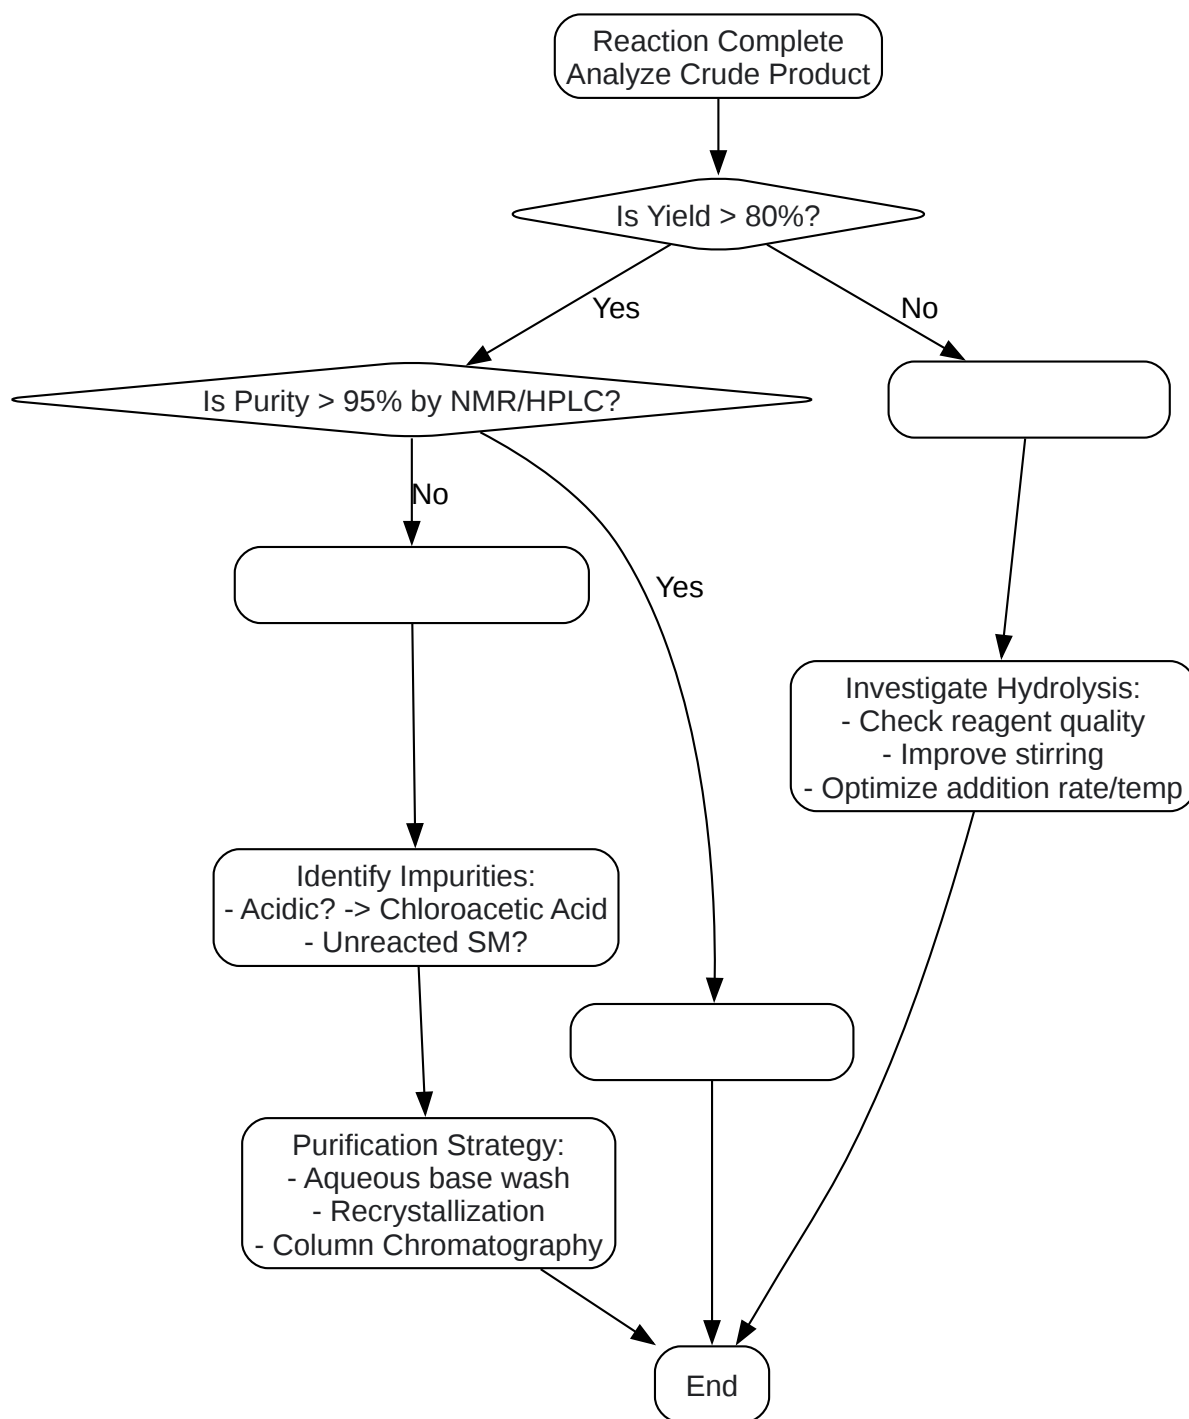 Reaction Complete
Analyze Crude Product
Is Yield > 80%?
Yes
No
Is Purity > 95% by NMR/HPLC?
No
Yes
Investigate Hydrolysis:
- Check reagent quality
- Improve stirring
- Optimize addition rate/temp
Identify Impurities:
- Acidic? -> Chloroacetic Acid
- Unreacted SM?
Purification Strategy:
- Aqueous base wash
- Recrystallization
- Column Chromatography
End